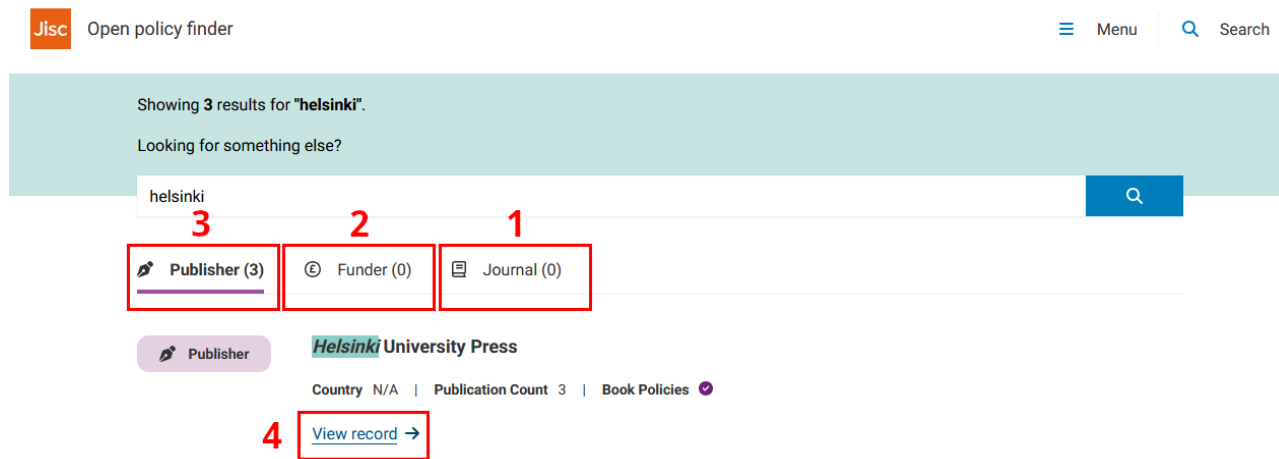 Jisc Open policy finder Menu Search
Showing 3 results for "helsinki".
Looking for something else?
helsinki
3 2 1
Publisher (3) Funder (0) Journal (0)
Publisher Helsinki University Press
Country N/A | Publication Count 3 | Book Policies
4 View record →